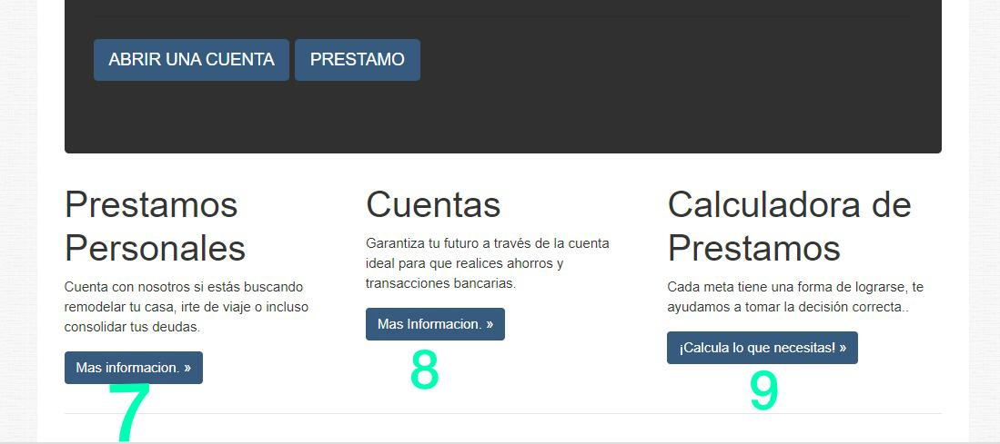 ABRIR UNA CUENTA
PRESTAMO
Prestamos
Personales
Cuenta con nosotros si estás buscando
remodelar tu casa, irte de viaje o incluso
consolidar tus deudas.
Mas informacion. »
7
Cuentas
Garantiza tu futuro a través de la cuenta
ideal para que realices ahorros y
transacciones bancarias.
Mas Informacion. »
8
Calculadora de
Prestamos
Cada meta tiene una forma de lograrse, te
ayudamos a tomar la decisión correcta..
¡Calcula lo que necesitas! »
9